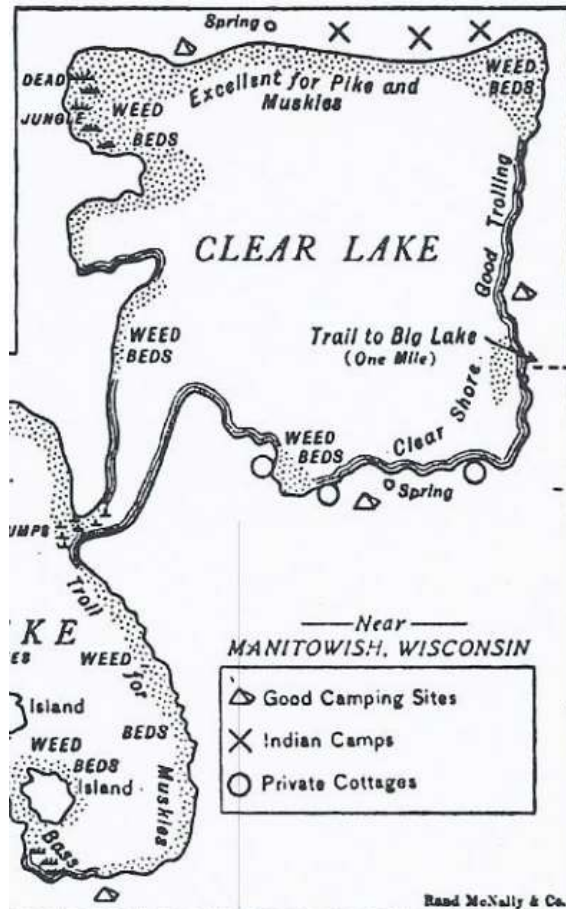 Spring
DEAD
JUNGLE
WEED
BEDS
Excellent for Pike and
Muskies
WEED
BEDS
Good Trolling
CLEAR LAKE
WEED
BEDS
Trail to Big Lake
(One Mile)
Clear Shore
WEED
BEDS
Spring
UMPS
Troll
for
Muskies
KE
ES
WEED
BEDS
Island
WEED
BEDS
Island
Bass
Near
MANITOWISH, WISCONSIN
Good Camping Sites
Indian Camps
Private Cottages
Rand McNally & Co.